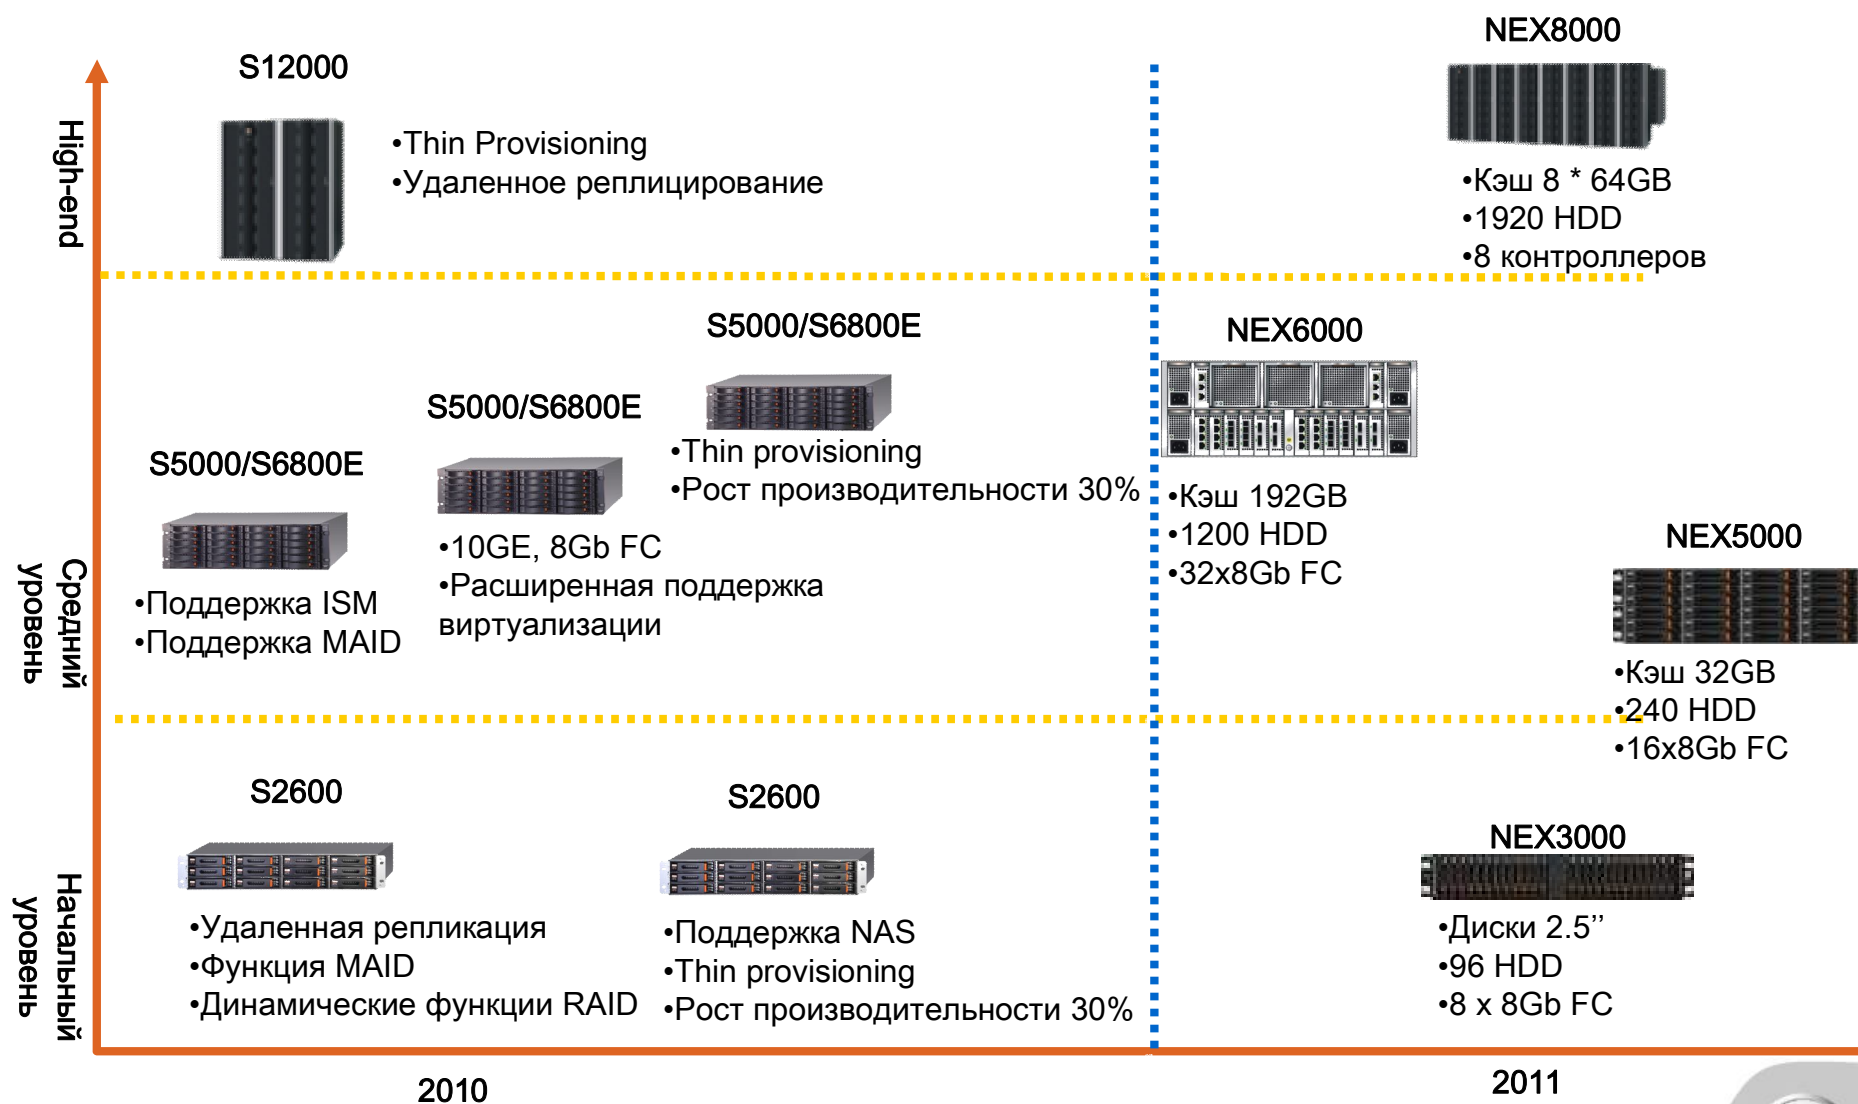 High-end
S12000
•Thin Provisioning
•Удаленное реплицирование
NEX8000
•Кэш 8 * 64GB
•1920 HDD
•8 контроллеров
Средний
уровень
S5000/S6800E
•Поддержка ISM
•Поддержка MAID
S5000/S6800E
•10GE, 8Gb FC
•Расширенная поддержка
виртуализации
S5000/S6800E
•Thin provisioning
•Рост производительности 30%
NEX6000
•Кэш 192GB
•1200 HDD
•32x8Gb FC
NEX5000
•Кэш 32GB
•240 HDD
•16x8Gb FC
Начальный
уровень
S2600
•Удаленная репликация
•Функция MAID
•Динамические функции RAID
S2600
•Поддержка NAS
•Thin provisioning
•Рост производительности 30%
NEX3000
•Диски 2.5’’
•96 HDD
•8 x 8Gb FC
2010
2011